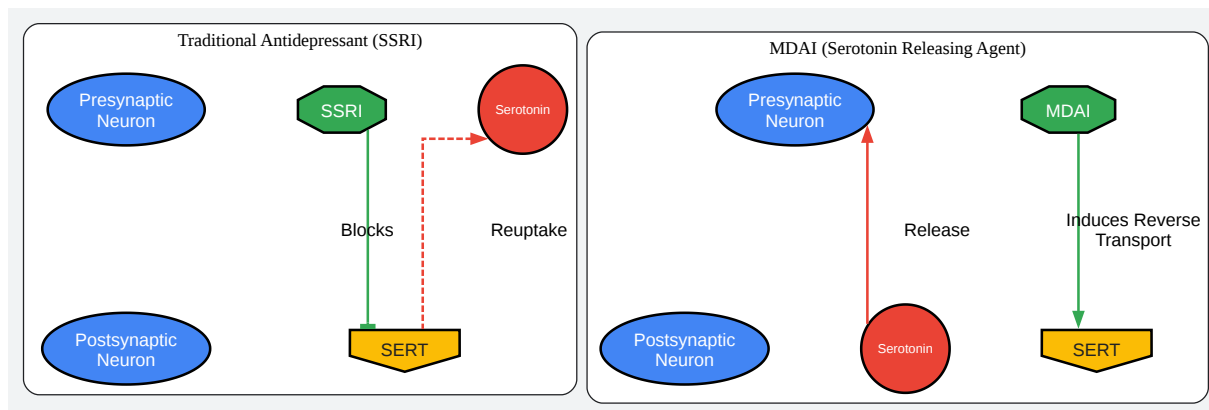 Traditional Antidepressant (SSRI)
Presynaptic
Neuron
SSRI
Serotonin
Blocks
Reuptake
Postsynaptic
Neuron
SERT
MDAI (Serotonin Releasing Agent)
Presynaptic
Neuron
MDAI
Release
Induces Reverse
Transport
Postsynaptic
Neuron
Serotonin
SERT